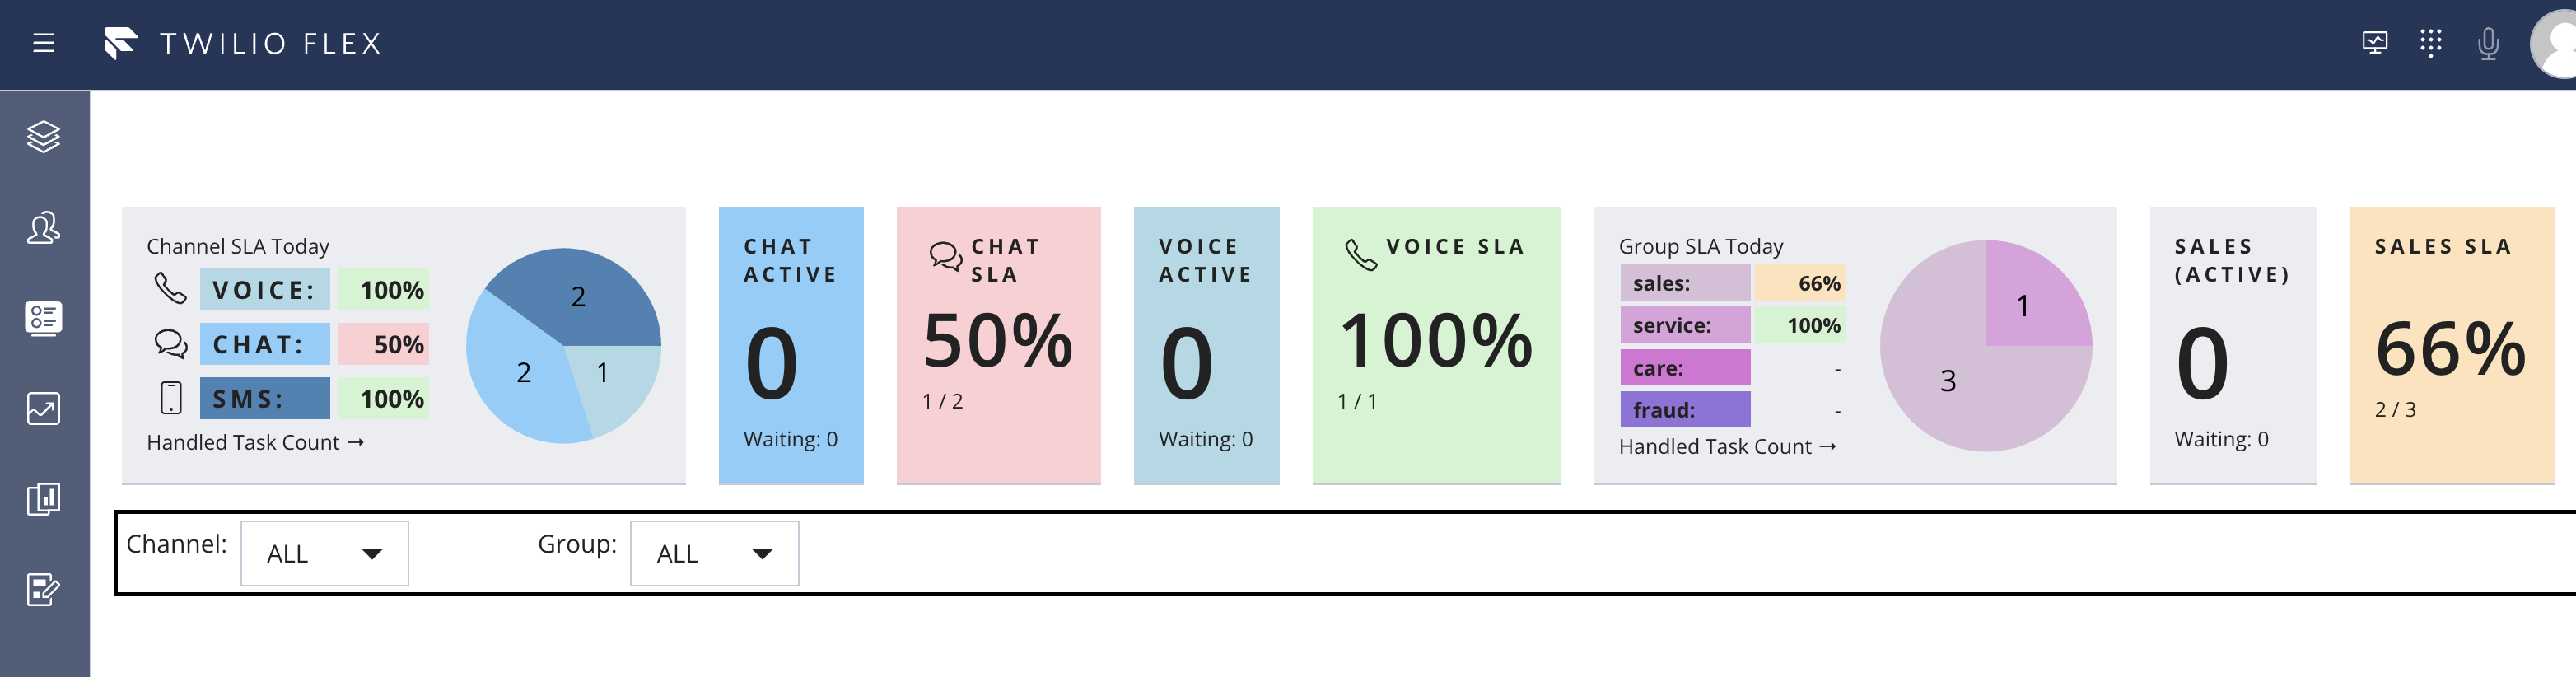 TWILIO FLEX
Channel SLA Today
VOICE: 100%
CHAT: 50%
SMS: 100%
Handled Task Count →
2
2
1
CHAT
ACTIVE
0
Waiting: 0
CHAT
SLA
50%
1 / 2
VOICE
ACTIVE
0
Waiting: 0
VOICE SLA
100%
1 / 1
Group SLA Today
sales: 66%
service: 100%
care: -
fraud: -
Handled Task Count →
1
3
SALES
(ACTIVE)
0
Waiting: 0
SALES SLA
66%
2 / 3
Channel: ALL
Group: ALL